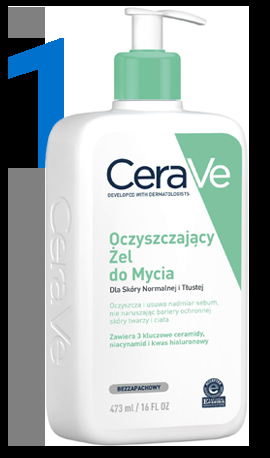 1
CeraVe
DEVELOPED WITH DERMATOLOGISTS
Oczyszczający
Żel
do Mycia
Dla Skóry Normalnej i Tłustej
Oczyszcza i usuwa nadmiar sebum,
nie naruszając bariery ochronnej
skóry twarzy i ciała
Zawiera 3 kluczowe ceramidy,
niacynamid i kwas hialuronowy
BEZZAPACHOWY
473 ml / 16 FL OZ
CeraVe